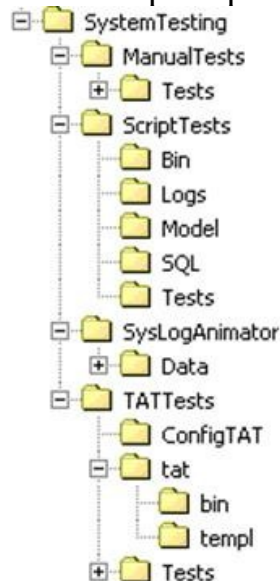 SystemTesting
ManualTests
Tests
ScriptTests
Bin
Logs
Model
SQL
Tests
SysLogAnimator
Data
TATTests
ConfigTAT
tat
bin
templ
Tests